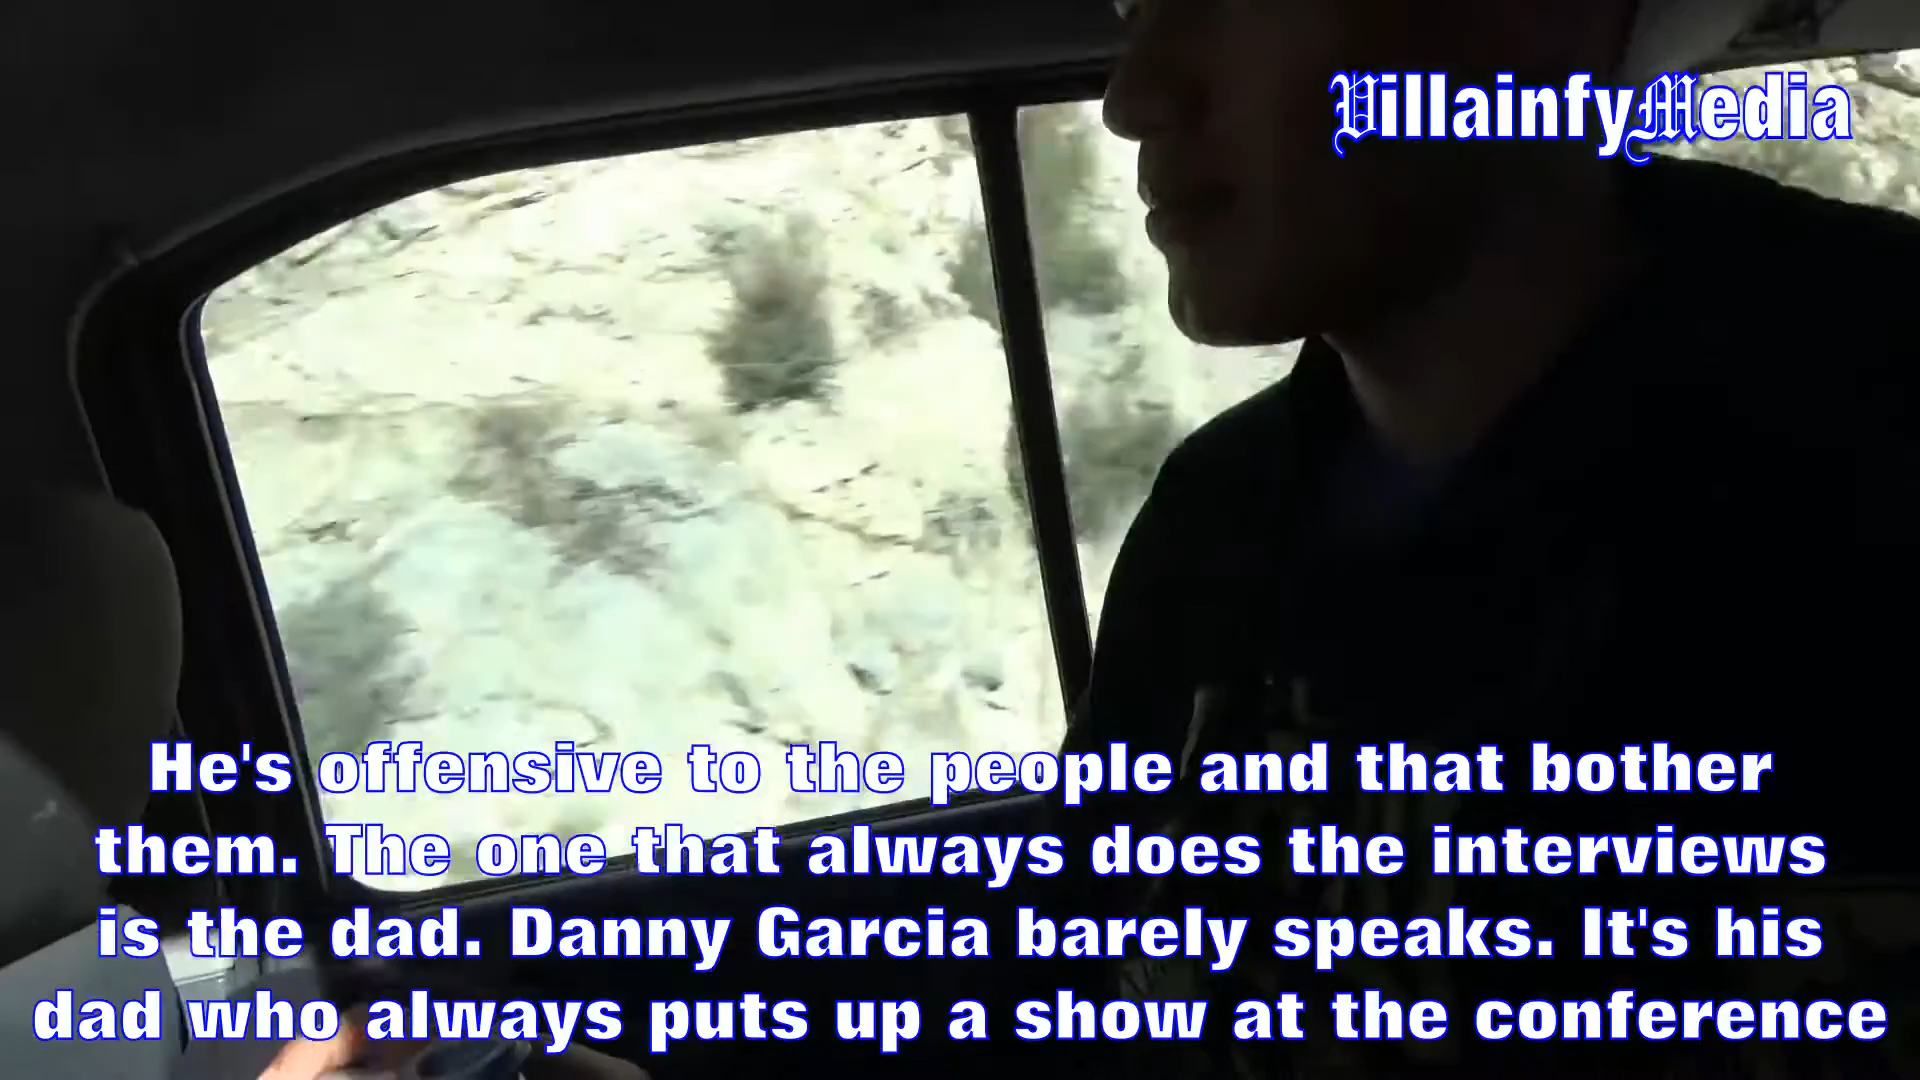 VillainfyMedia
He's offensive to the people and that bother
them. The one that always does the interviews
is the dad. Danny Garcia barely speaks. It's his
dad who always puts up a show at the conference